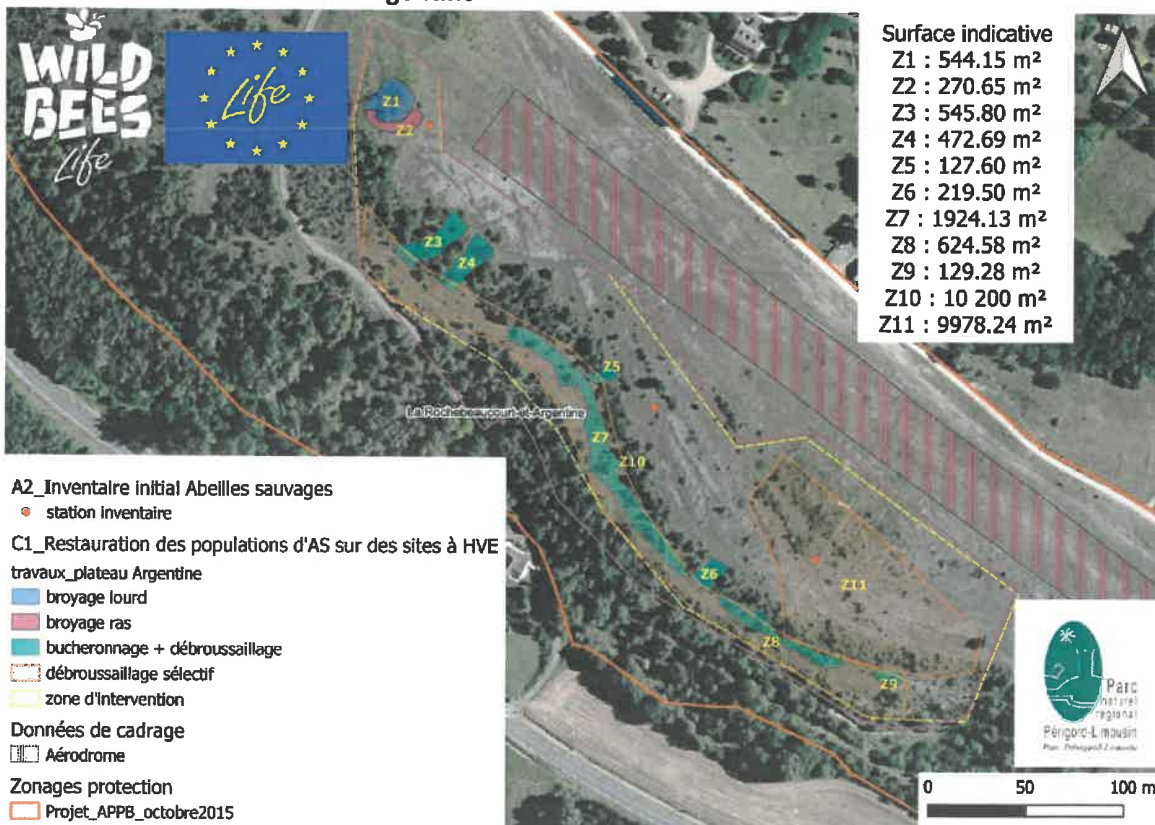 WILD
BEES
Life
Life
Surface indicative
Z1 : 544.15 m²
Z2 : 270.65 m²
Z3 : 545.80 m²
Z4 : 472.69 m²
Z5 : 127.60 m²
Z6 : 219.50 m²
Z7 : 1924.13 m²
Z8 : 624.58 m²
Z9 : 129.28 m²
Z10 : 10 200 m²
Z11 : 9978.24 m²
Z1
Z2
Z3
Z4
Z5
La Rochebeaucourt-et-Argentine
Z7
Z10
Z6
Z11
Z8
Z9
A2_Inventaire initial Abeilles sauvages
station inventaire
C1_Restauration des populations d'AS sur des sites à HVE
travaux_plateau Argentine
broyage lourd
broyage ras
bucheronnage + débroussaillage
débroussaillage sélectif
zone d'intervention
Données de cadrage
Aérodrome
Zonages protection
Projet_APPB_octobre2015
Parc
naturel
régional
Périgord-Limousin
0 50 100 m